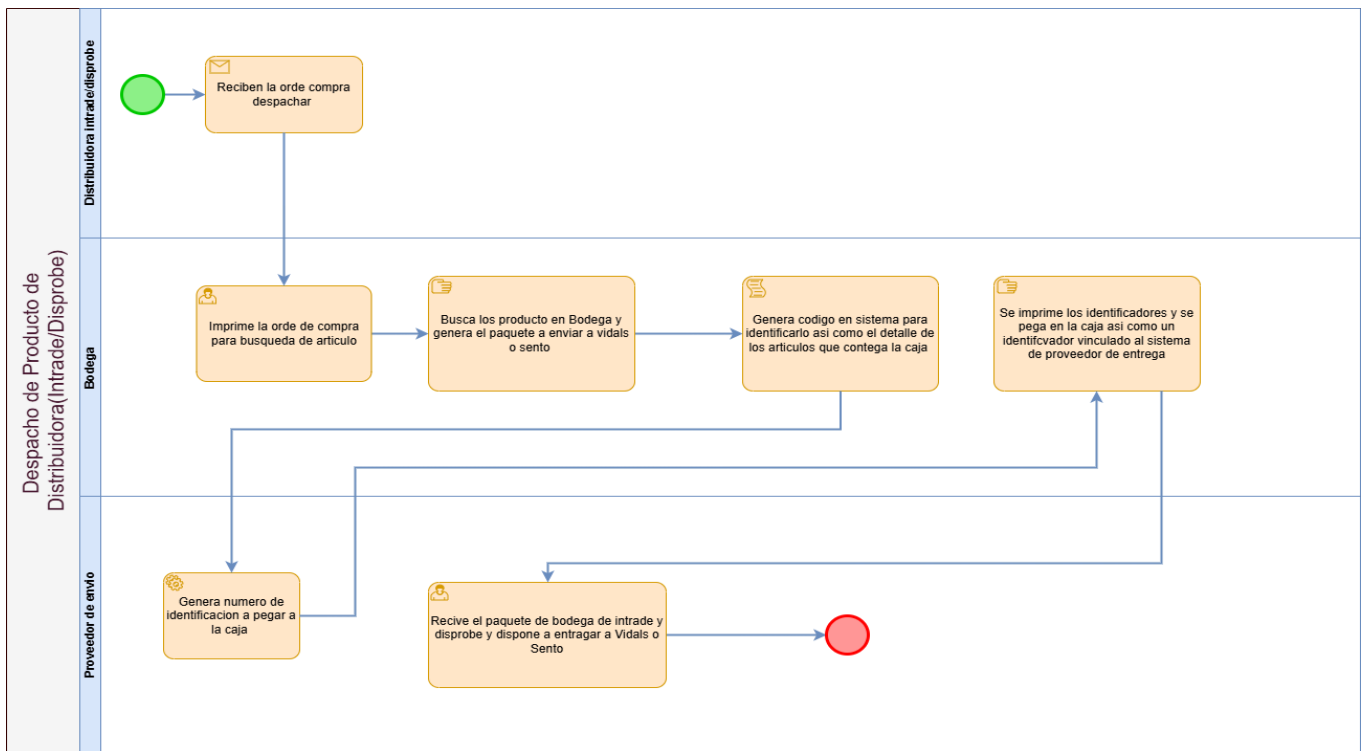 Despacho de Producto de
Distribuidora(Intrade/Disprobe)
Distribuidora intrade/disprobe
Reciben la orde compra
despachar
Bodega
Imprime la orde de compra
para busqueda de articulo
Busca los producto en Bodega y
genera el paquete a enviar a vidals
o sento
Genera codigo en sistema para
identificarlo asi como el detalle de
los articulos que contega la caja
Se imprime los identificadores y se
pega en la caja asi como un
identifcvador vinculado al sistema
de proveedor de entrega
Proveedor de envio
Genera numero de
identificacion a pegar a
la caja
Recive el paquete de bodega de intrade y
disprobe y dispone a entragar a Vidals o
Sento